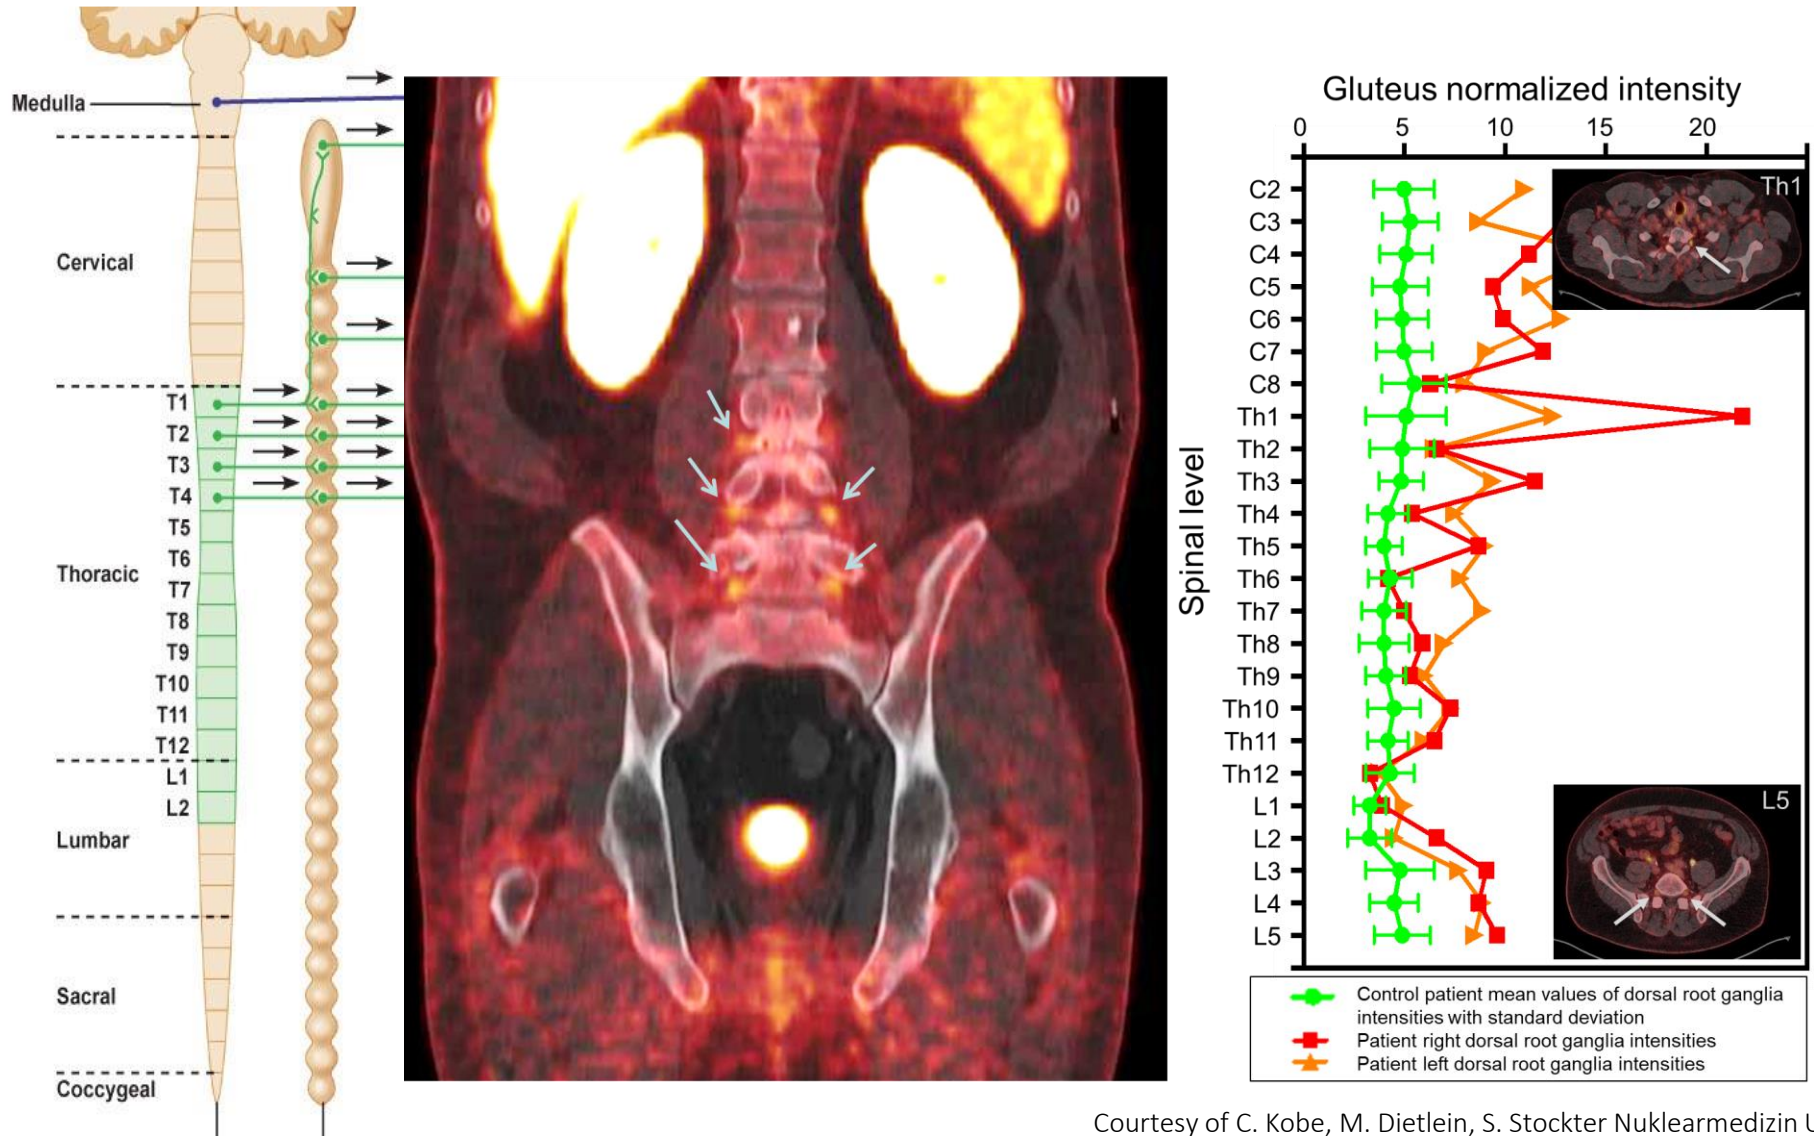 Medulla
Cervical
T1
T2
T3
T4
T5
T6
Thoracic
T7
T8
T9
T10
T11
T12
L1
L2
Lumbar
Sacral
Coccygeal
Gluteus normalized intensity
0 5 10 15 20
Spinal level
C2
C3
C4
C5
C6
C7
C8
Th1
Th2
Th3
Th4
Th5
Th6
Th7
Th8
Th9
Th10
Th11
Th12
L1
L2
L3
L4
L5
Th1
L5
Control patient mean values of dorsal root ganglia
intensities with standard deviation
Patient right dorsal root ganglia intensities
Patient left dorsal root ganglia intensities
Courtesy of C. Kobe, M. Dietlein, S. Stockter Nuklearmedizin